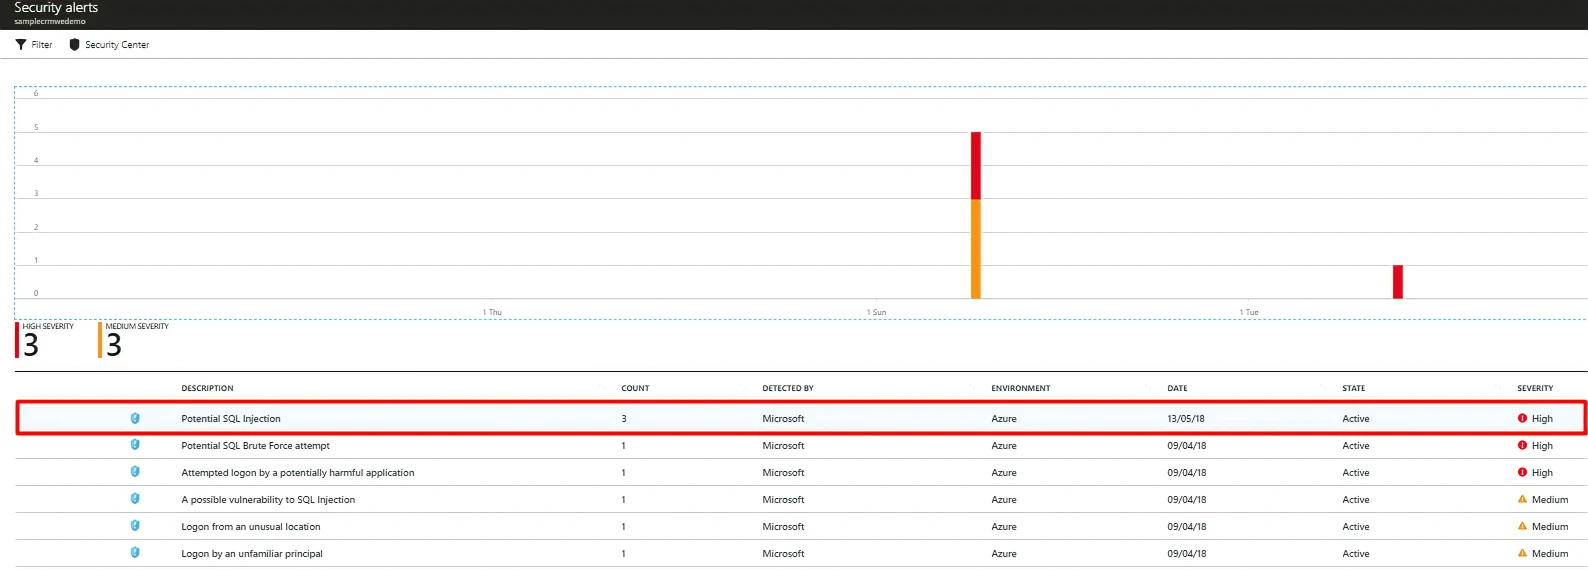 Security alerts
samplecrmwedemo
Filter Security Center
6
5
4
3
2
1
0
1 Thu 1 Sun 1 Tue
HIGH SEVERITY MEDIUM SEVERITY
3 3
DESCRIPTION COUNT DETECTED BY ENVIRONMENT DATE STATE SEVERITY
Potential SQL Injection 3 Microsoft Azure 13/05/18 Active High
Potential SQL Brute Force attempt 1 Microsoft Azure 09/04/18 Active High
Attempted logon by a potentially harmful application 1 Microsoft Azure 09/04/18 Active High
A possible vulnerability to SQL Injection 1 Microsoft Azure 09/04/18 Active Medium
Logon from an unusual location 1 Microsoft Azure 09/04/18 Active Medium
Logon by an unfamiliar principal 1 Microsoft Azure 09/04/18 Active Medium